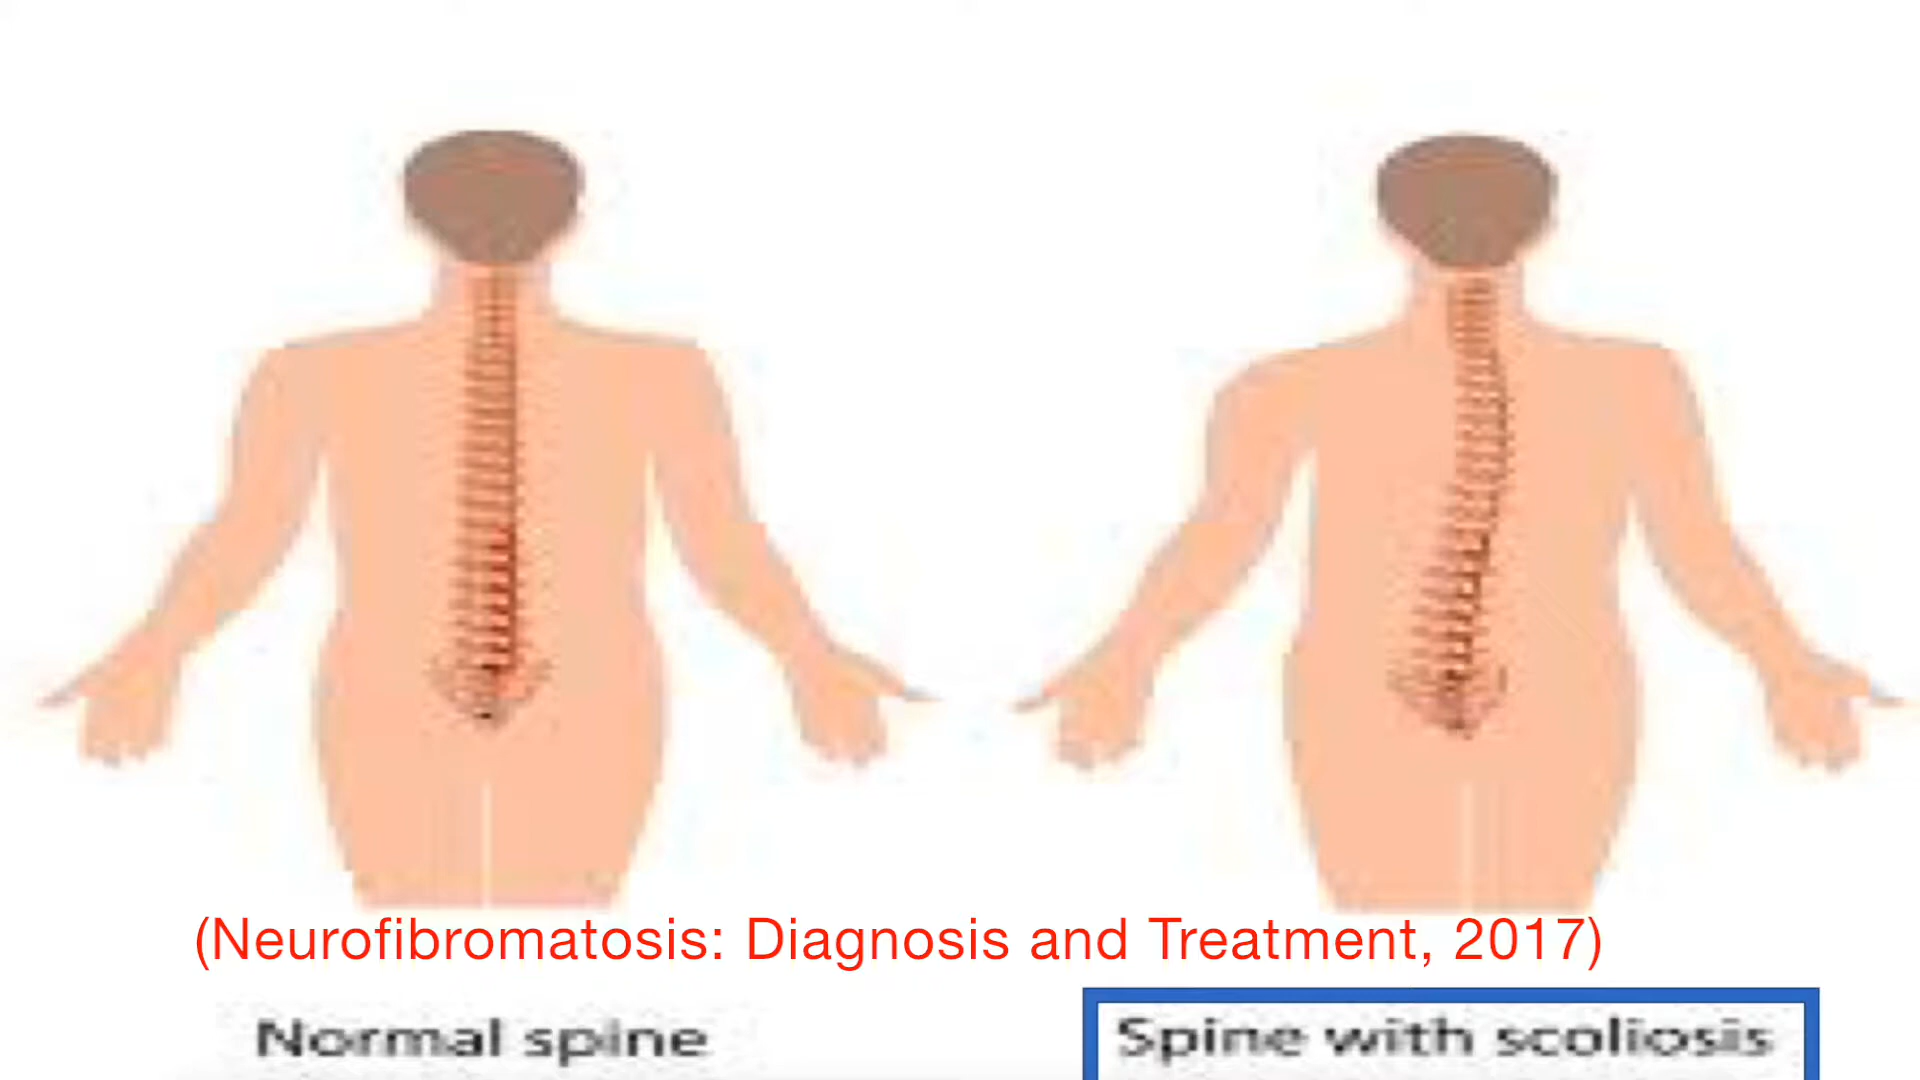 (Neurofibromatosis: Diagnosis and Treatment, 2017)
Normal spine
Spine with scoliosis